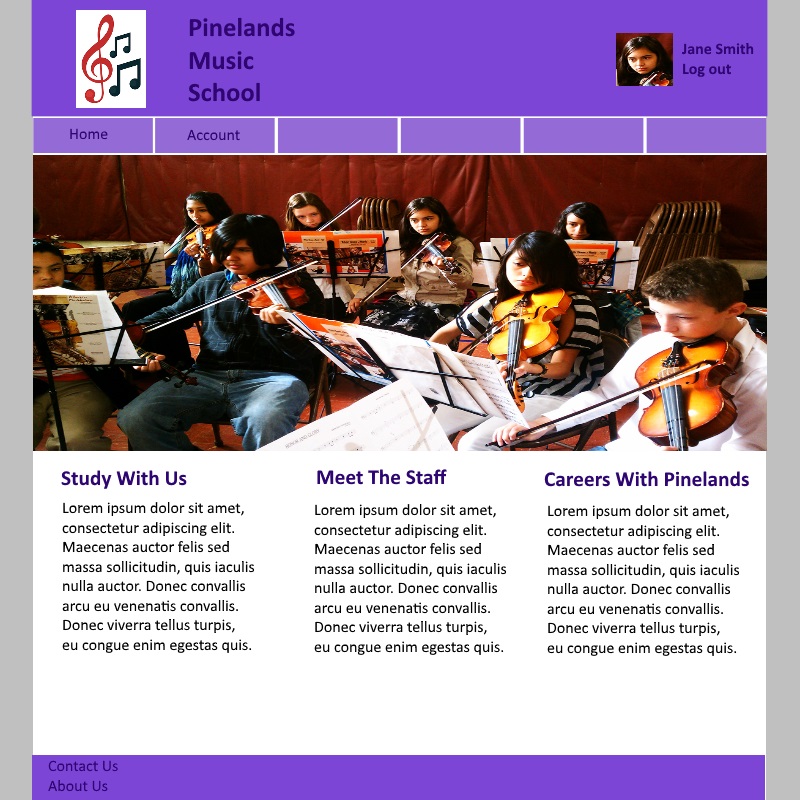 Pinelands
Music
School
Jane Smith
Log out
Home
Account
Study With Us
Lorem ipsum dolor sit amet,
consectetur adipiscing elit.
Maecenas auctor felis sed
massa sollicitudin, quis iaculis
nulla auctor. Donec convallis
arcu eu venenatis convallis.
Donec viverra tellus turpis,
eu congue enim egestas quis.
Meet The Staff
Lorem ipsum dolor sit amet,
consectetur adipiscing elit.
Maecenas auctor felis sed
massa sollicitudin, quis iaculis
nulla auctor. Donec convallis
arcu eu venenatis convallis.
Donec viverra tellus turpis,
eu congue enim egestas quis.
Careers With Pinelands
Lorem ipsum dolor sit amet,
consectetur adipiscing elit.
Maecenas auctor felis sed
massa sollicitudin, quis iaculis
nulla auctor. Donec convallis
arcu eu venenatis convallis.
Donec viverra tellus turpis,
eu congue enim egestas quis.
Contact Us
About Us